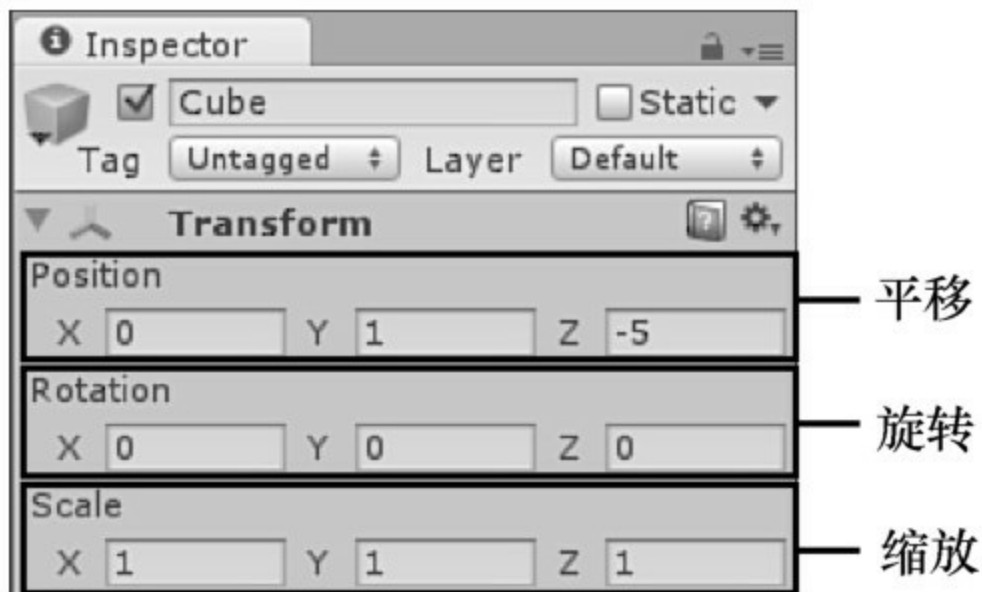 Inspector
Cube Static
Tag Untagged Layer Default
Transform
Position
X 0 Y 1 Z -5
平移
Rotation
X 0 Y 0 Z 0
旋转
Scale
X 1 Y 1 Z 1
缩放